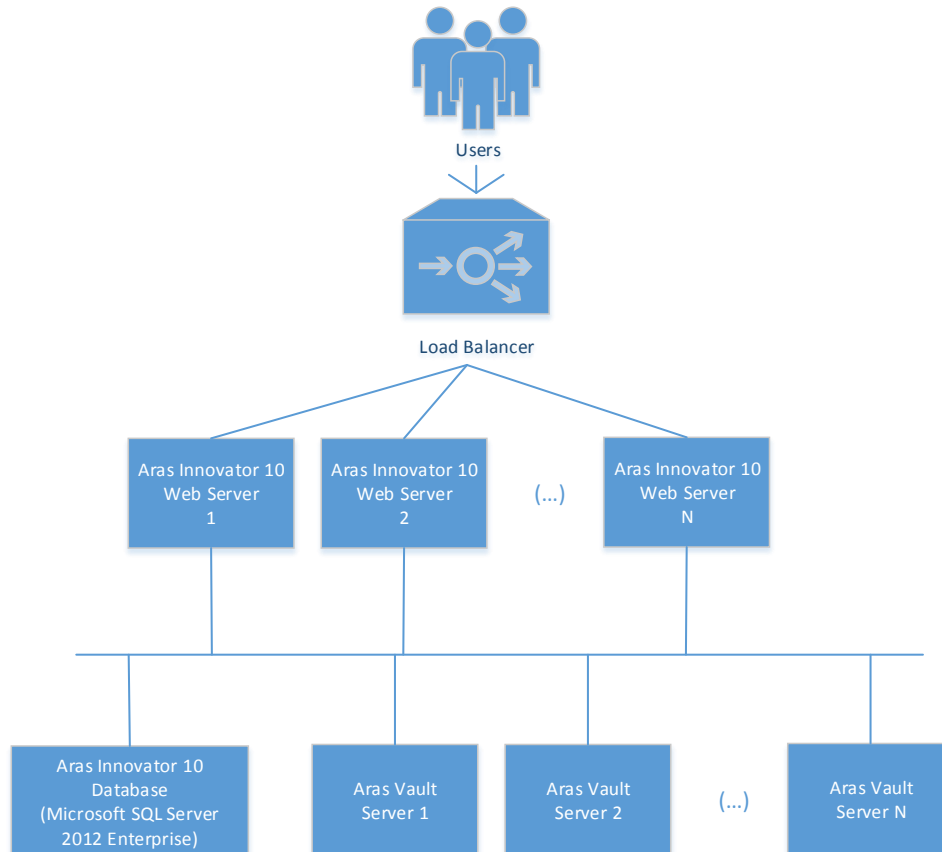 Users
Load Balancer
Aras Innovator 10
Web Server
1
Aras Innovator 10
Web Server
2
(...)
Aras Innovator 10
Web Server
N
Aras Innovator 10
Database
(Microsoft SQL Server
2012 Enterprise)
Aras Vault
Server 1
Aras Vault
Server 2
(...)
Aras Vault
Server N